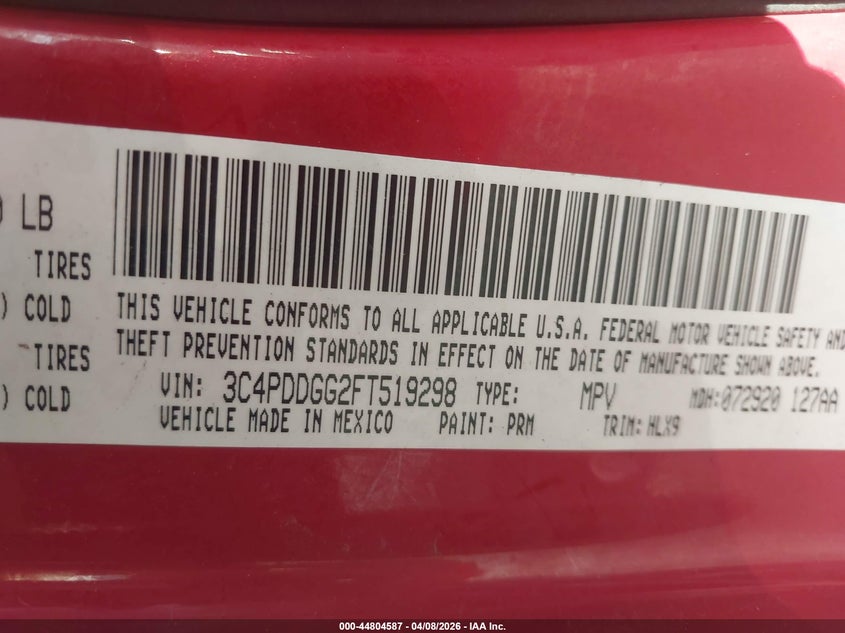 0 LB
TIRES
) COLD
TIRES
) COLD
THIS VEHICLE CONFORMS TO ALL APPLICABLE U.S.A. FEDERAL MOTOR VEHICLE SAFETY AND
THEFT PREVENTION STANDARDS IN EFFECT ON THE DATE OF MANUFACTURE SHOWN ABOVE.
VIN: 3C4PDDGG2FT519298 TYPE: MPV MDH:072920 127AA
VEHICLE MADE IN MEXICO PAINT: PRM TRIM: HLX9
000-44804587 - 04/08/2026 - IAA Inc.